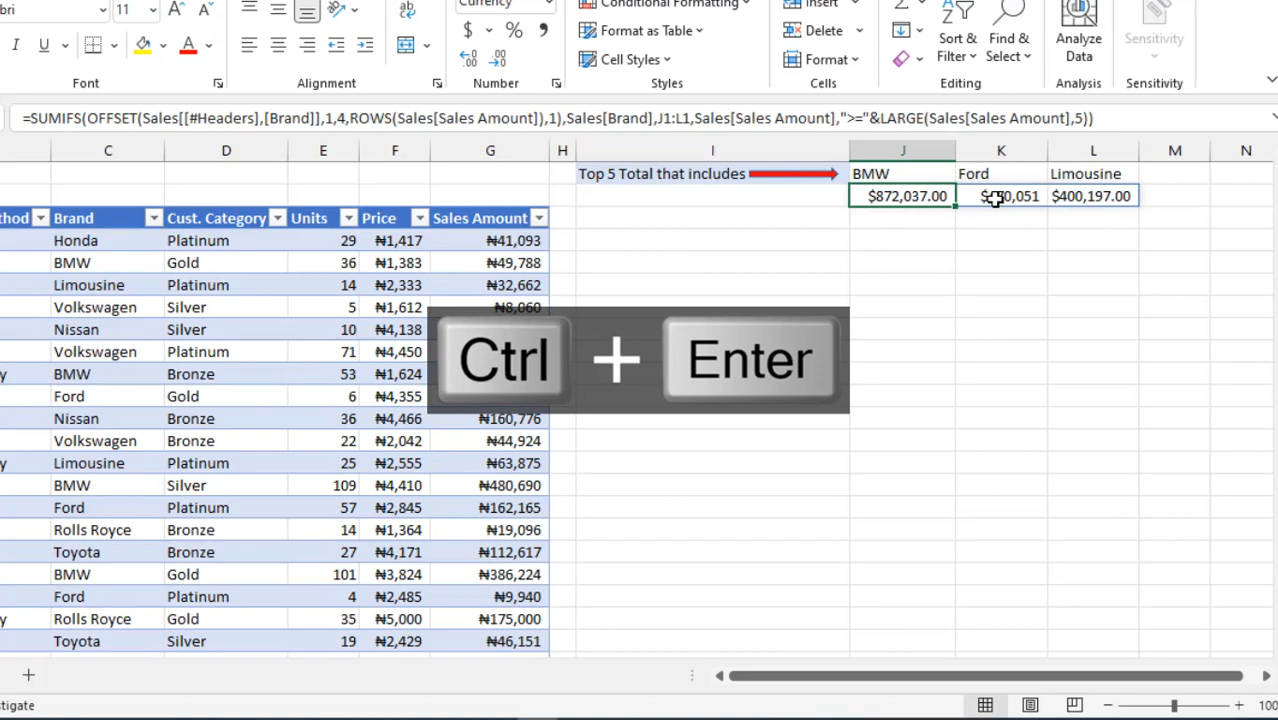 bri 11
Currency
Conditional Formatting
Insert
I U A
$ % ,
Format as Table
Delete
Sort & Filter
Find & Select
Analyze Data
Sensitivity
Cell Styles
Format
Font Alignment Number Styles Cells Editing Analysis Sensitivity
=SUMIFS(OFFSET(Sales[[#Headers],[Brand]],1,4,ROWS(Sales[Sales Amount]),1),Sales[Brand],J1:L1,Sales[Sales Amount],">="&LARGE(Sales[Sales Amount],5))
C D E F G H I J K L M N
Top 5 Total that includes BMW Ford Limousine
$872,037.00 $400,197.00
thod Brand Cust. Category Units Price Sales Amount
Honda Platinum 29 ₦1,417 ₦41,093
BMW Gold 36 ₦1,383 ₦49,788
Limousine Platinum 14 ₦2,333 ₦32,662
Volkswagen Silver 5 ₦1,612 ₦8,060
Nissan Silver 10 ₦4,138
Volkswagen Platinum 71 ₦4,450
y BMW Bronze 53 ₦1,624
Ford Gold 6 ₦4,355
Ctrl + Enter
Nissan Bronze 36 ₦4,466 ₦160,776
Volkswagen Bronze 22 ₦2,042 ₦44,924
y Limousine Platinum 25 ₦2,555 ₦63,875
BMW Silver 109 ₦4,410 ₦480,690
Ford Platinum 57 ₦2,845 ₦162,165
Rolls Royce Bronze 14 ₦1,364 ₦19,096
Toyota Bronze 27 ₦4,171 ₦112,617
BMW Gold 101 ₦3,824 ₦386,224
Ford Platinum 4 ₦2,485 ₦9,940
y Rolls Royce Gold 35 ₦5,000 ₦175,000
Toyota Silver 19 ₦2,429 ₦46,151
stigate
100